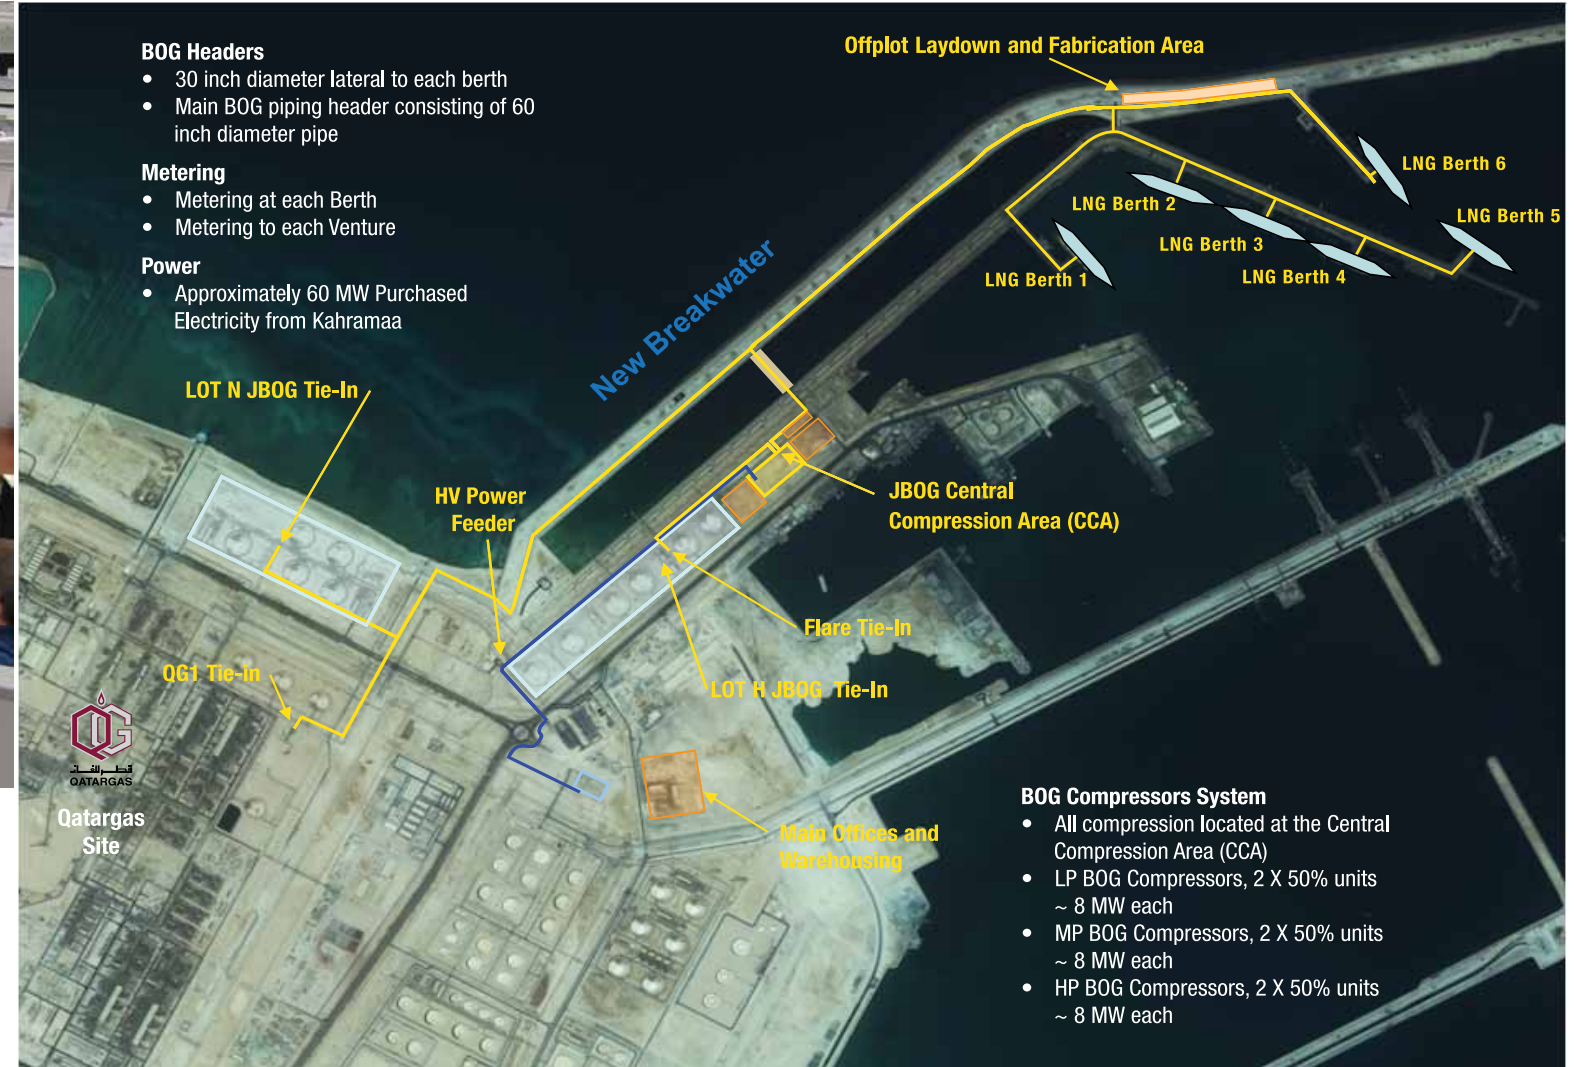 BOG Headers
• 30 inch diameter lateral to each berth
• Main BOG piping header consisting of 60
inch diameter pipe
Metering
• Metering at each Berth
• Metering to each Venture
Power
• Approximately 60 MW Purchased
Electricity from Kahramaa
Offplot Laydown and Fabrication Area
LNG Berth 6
LNG Berth 2
LNG Berth 5
LNG Berth 3
LNG Berth 1
LNG Berth 4
New Breakwater
LOT N JBOG Tie-In
HV Power
Feeder
JBOG Central
Compression Area (CCA)
Flare Tie-In
QG1 Tie-in
LOT H JBOG Tie-In
QG
قطر للغاز
QATARGAS
Qatargas
Site
Main Offices and
Warehousing
BOG Compressors System
• All compression located at the Central
Compression Area (CCA)
• LP BOG Compressors, 2 X 50% units
~ 8 MW each
• MP BOG Compressors, 2 X 50% units
~ 8 MW each
• HP BOG Compressors, 2 X 50% units
~ 8 MW each